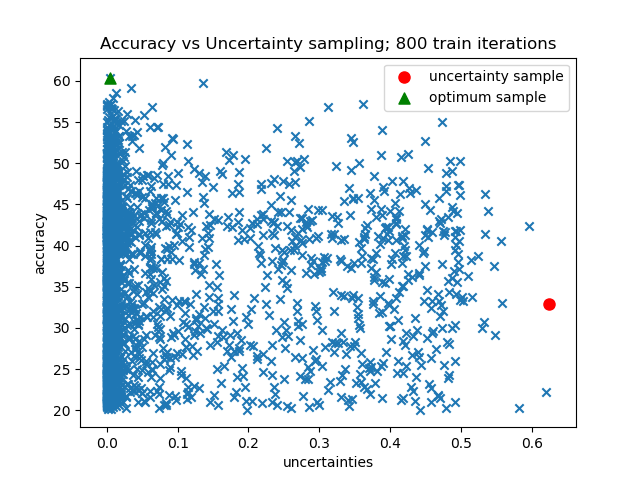 Accuracy vs Uncertainty sampling; 800 train iterations
uncertainty sample
optimum sample
60
55
50
45
40
35
30
25
20
accuracy
0.0 0.1 0.2 0.3 0.4 0.5 0.6
uncertainties